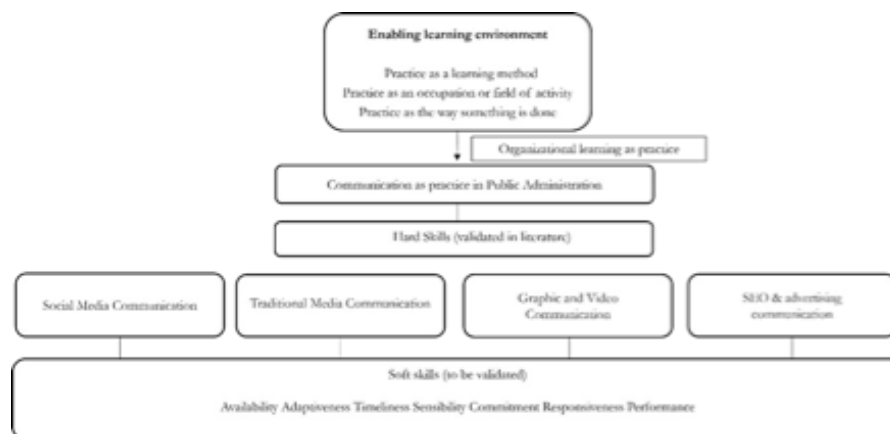 Enabling learning environment
Practice as a learning method
Practice as an occupation or field of activity
Practice as the way something is done
Organizational learning as practice
Communication as practice in Public Administration
Hard Skills (validated in literature)
Social Media Communication
Traditional Media Communication
Graphic and Video
Communication
SEO & advertising
communication
Soft skills (to be validated)
Availability Adaptiveness Timeliness Sensibility Commitment Responsiveness Performance